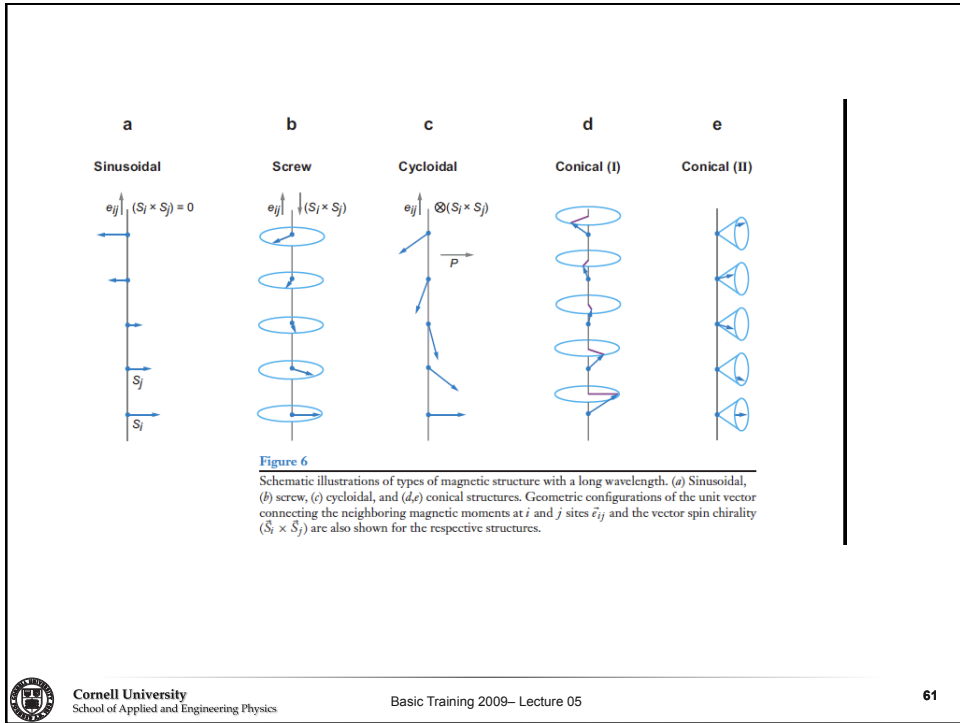 a b c d e
Sinusoidal Screw Cycloidal Conical (I) Conical (II)
eij (Si × Sj) = 0 eij (Si × Sj) eij ⊗(Si × Sj)
P
Sj
Si
Figure 6
Schematic illustrations of types of magnetic structure with a long wavelength. (a) Sinusoidal,
(b) screw, (c) cycloidal, and (d,e) conical structures. Geometric configurations of the unit vector
connecting the neighboring magnetic moments at i and j sites e⃗ij and the vector spin chirality
(S⃗i × S⃗j) are also shown for the respective structures.
Cornell University
School of Applied and Engineering Physics
Basic Training 2009– Lecture 05
61